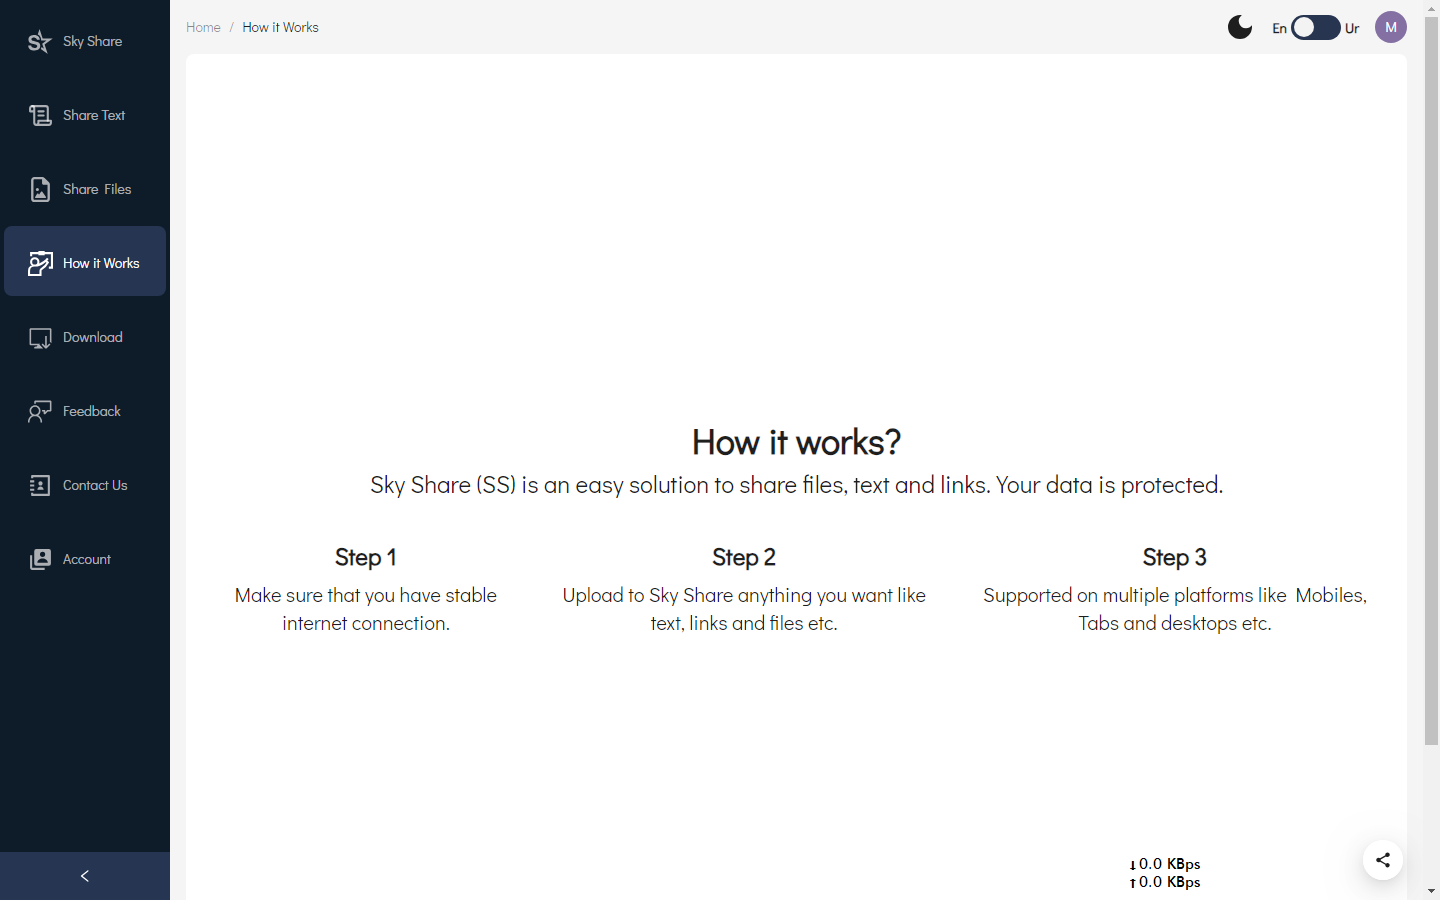 Sky Share
Share Text
Share Files
How it Works
Download
Feedback
Contact Us
Account
Home / How it Works
En Ur M
How it works?
Sky Share (SS) is an easy solution to share files, text and links. Your data is protected.
Step 1
Make sure that you have stable
internet connection.
Step 2
Upload to Sky Share anything you want like
text, links and files etc.
Step 3
Supported on multiple platforms like Mobiles,
Tabs and desktops etc.
↓0.0 KBps
↑0.0 KBps